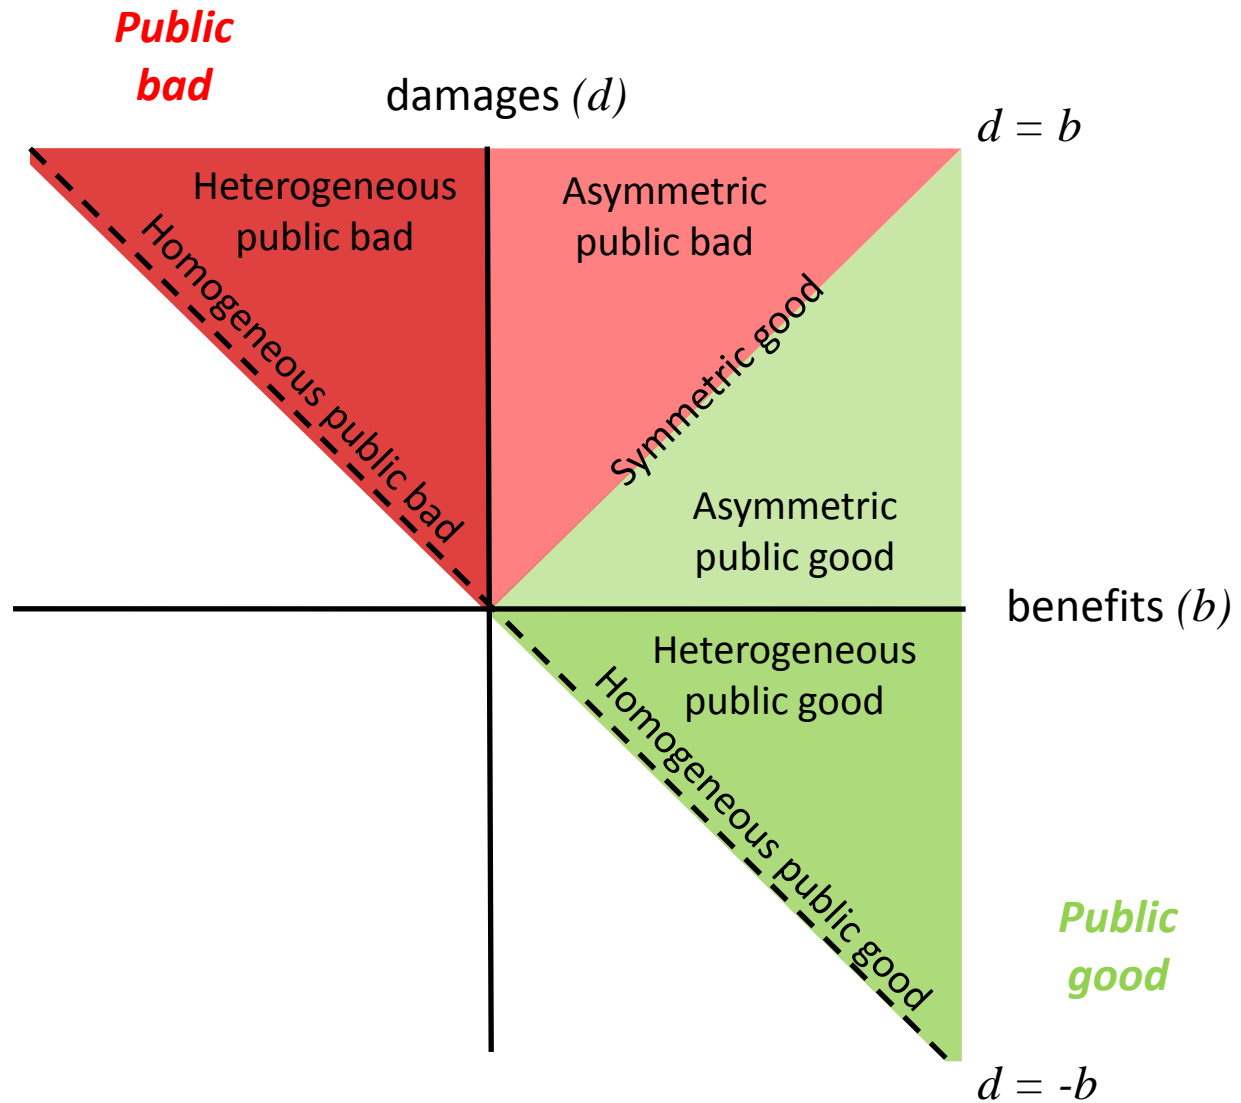 Public
bad
damages (d)
d = b
Heterogeneous
public bad
Asymmetric
public bad
Homogeneous public bad
Symmetric good
Asymmetric
public good
benefits (b)
Heterogeneous
public good
Homogeneous public good
Public
good
d = -b